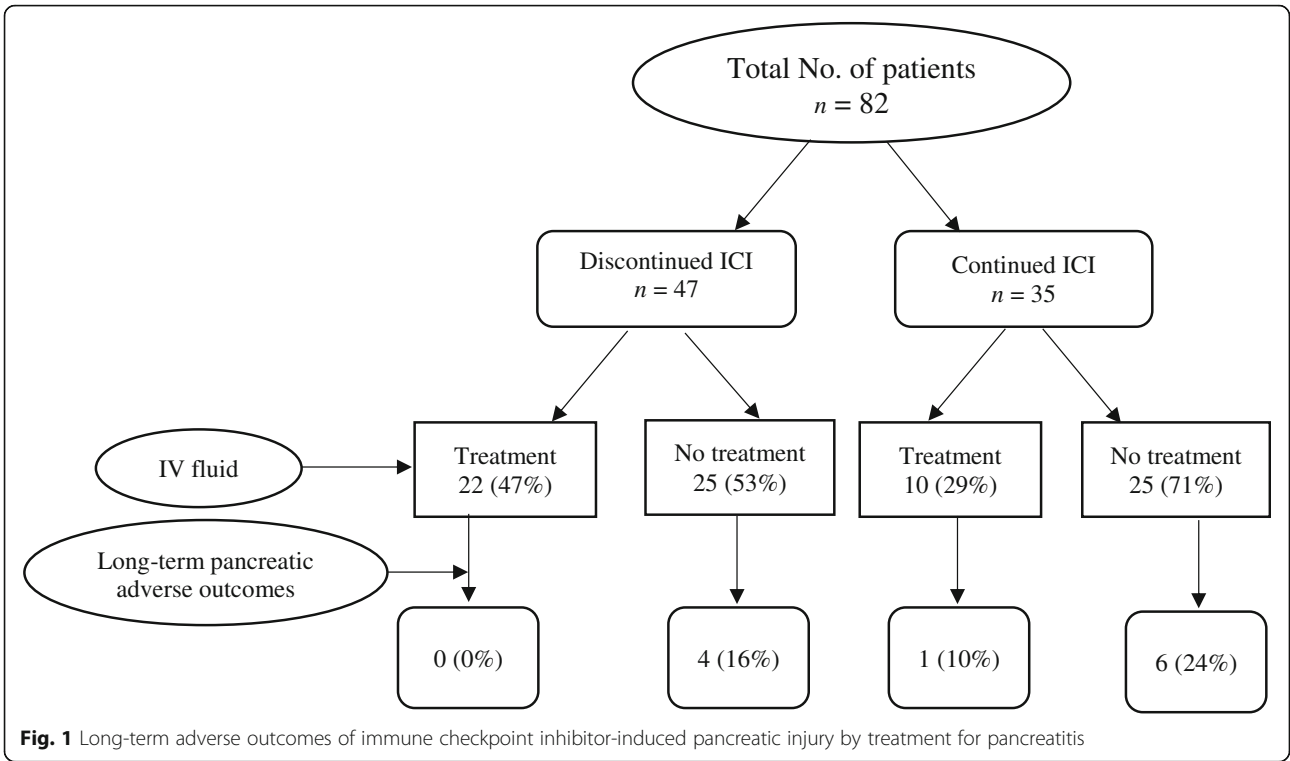 Total No. of patients
n = 82
Discontinued ICI
n = 47
Continued ICI
n = 35
IV fluid
Treatment
22 (47%)
No treatment
25 (53%)
Treatment
10 (29%)
No treatment
25 (71%)
Long-term pancreatic
adverse outcomes
0 (0%)
4 (16%)
1 (10%)
6 (24%)
Fig. 1 Long-term adverse outcomes of immune checkpoint inhibitor-induced pancreatic injury by treatment for pancreatitis